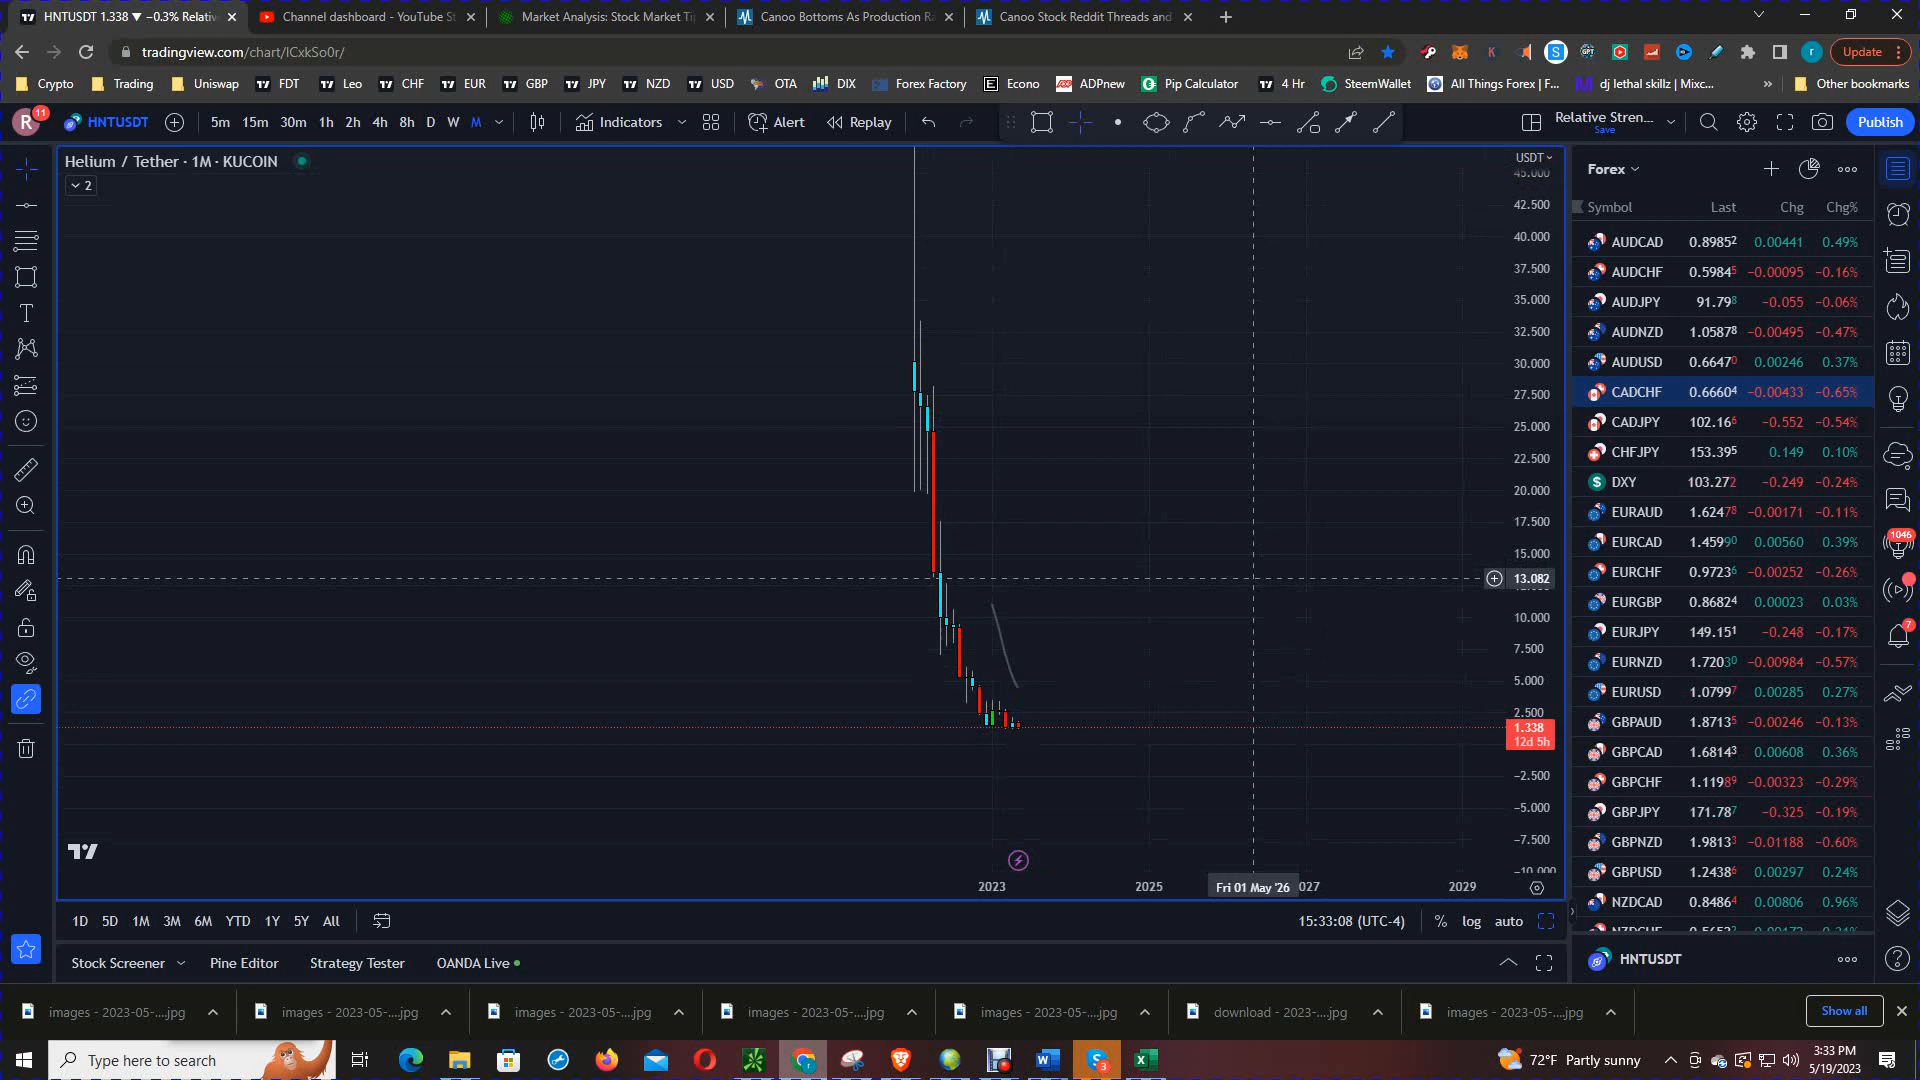 HNTUSDT 1.338 ▼ −0.3% Relativ
Channel dashboard - YouTube St
Market Analysis: Stock Market Ti
Canoo Bottoms As Production Ra
Canoo Stock Reddit Threads and
tradingview.com/chart/lCxkSo0r/
Update
Crypto
Trading
Uniswap
FDT
Leo
CHF
EUR
GBP
JPY
NZD
USD
OTA
DIX
Forex Factory
Econo
ADPnew
Pip Calculator
4 Hr
SteemWallet
All Things Forex | F...
dj lethal skillz | Mixc...
Other bookmarks
R 11
HNTUSDT
5m 15m 30m 1h 2h 4h 8h D W M
Indicators
Alert
Replay
Relative Stren...
Save
Publish
Helium / Tether · 1M · KUCOIN
2
USDT
45.000
42.500
40.000
37.500
35.000
32.500
30.000
27.500
25.000
22.500
20.000
17.500
15.000
13.082
10.000
7.500
5.000
2.500
1.338
12d 5h
−2.500
−5.000
−7.500
−10.000
2023
2025
Fri 01 May '26
027
2029
Forex
Symbol Last Chg Chg%
AUDCAD 0.89852 0.00441 0.49%
AUDCHF 0.59845 −0.00095 −0.16%
AUDJPY 91.798 −0.055 −0.06%
AUDNZD 1.05878 −0.00495 −0.47%
AUDUSD 0.66470 0.00246 0.37%
CADCHF 0.66604 −0.00433 −0.65%
CADJPY 102.166 −0.552 −0.54%
CHFJPY 153.395 0.149 0.10%
DXY 103.272 −0.249 −0.24%
EURAUD 1.62478 −0.00171 −0.11%
EURCAD 1.45990 0.00560 0.39%
EURCHF 0.97236 −0.00252 −0.26%
EURGBP 0.86824 0.00023 0.03%
EURJPY 149.151 −0.248 −0.17%
EURNZD 1.72030 −0.00984 −0.57%
EURUSD 1.07997 0.00285 0.27%
GBPAUD 1.87135 −0.00246 −0.13%
GBPCAD 1.68143 0.00608 0.36%
GBPCHF 1.11989 −0.00323 −0.29%
GBPJPY 171.787 −0.325 −0.19%
GBPNZD 1.98133 −0.01188 −0.60%
GBPUSD 1.24386 0.00297 0.24%
NZDCAD 0.84864 0.00806 0.96%
1046
7
1D 5D 1M 3M 6M YTD 1Y 5Y All
15:33:08 (UTC-4)
% log auto
Stock Screener
Pine Editor
Strategy Tester
OANDA Live
HNTUSDT
images - 2023-05-....jpg
images - 2023-05-....jpg
images - 2023-05-....jpg
images - 2023-05-....jpg
images - 2023-05-....jpg
download - 2023-....jpg
images - 2023-05-....jpg
Show all
Type here to search
72°F Partly sunny
3:33 PM
5/19/2023